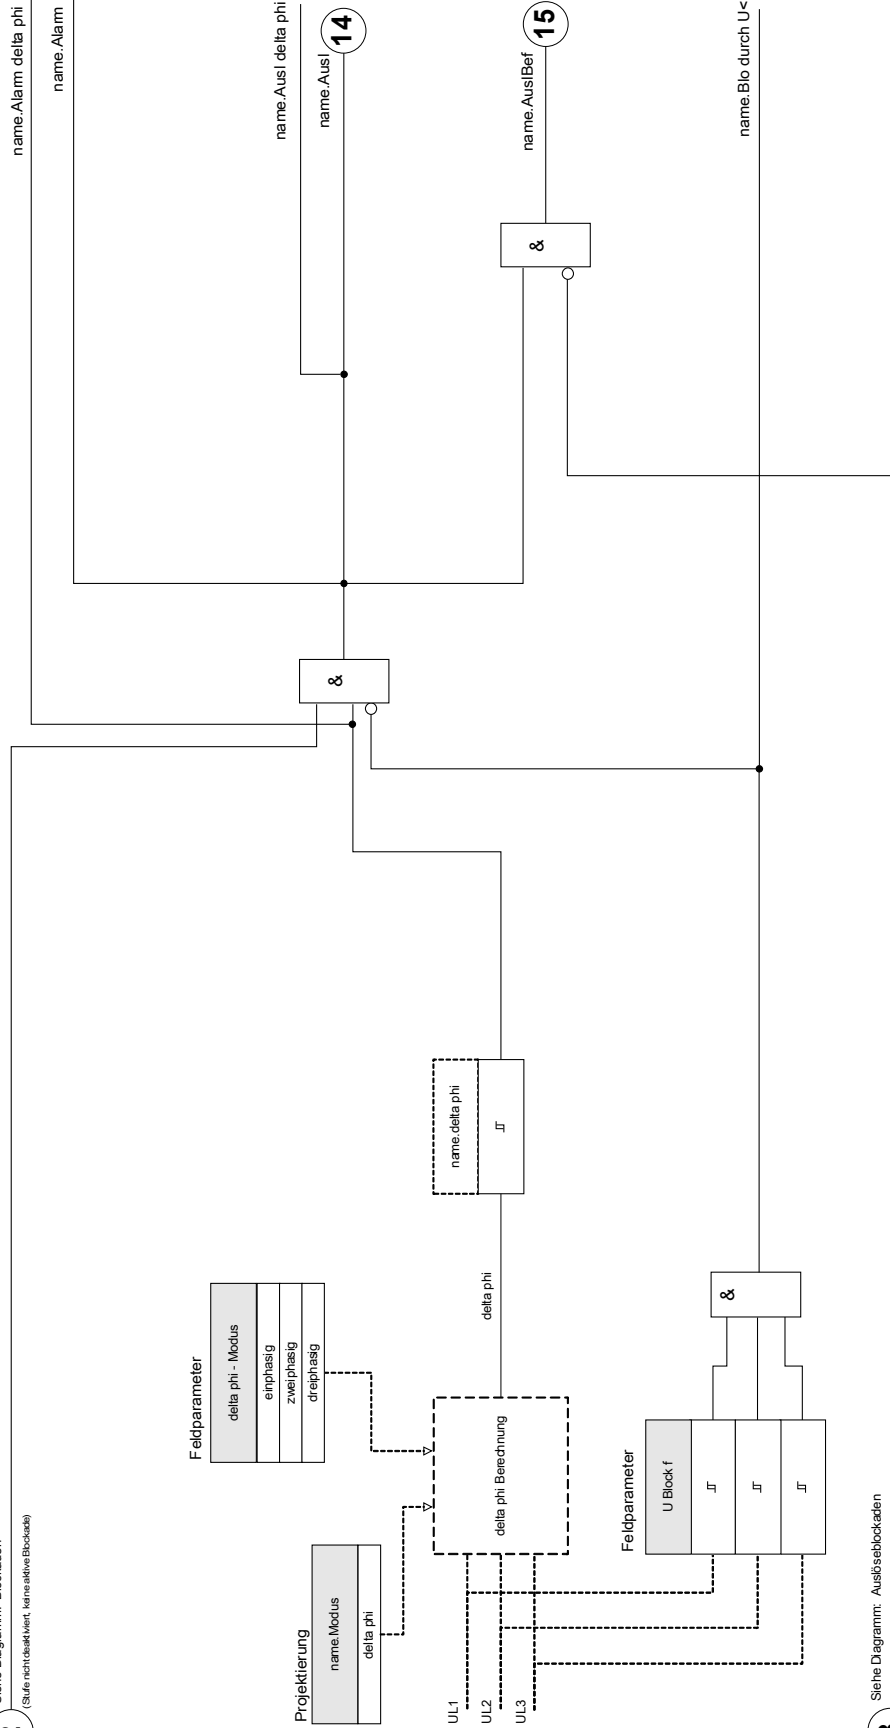 name.Alarm delta phi
name.Alarm
name.Ausl delta phi
name.Ausl
14
name.AuslBef
15
name.Blo durch U<
&
&
name.delta phi
delta phi
Feldparameter
delta phi - Modus
einphasig
zweiphasig
dreiphasig
&
delta phi Berechnung
Feldparameter
U Block f
Projektierung
name.Modus
delta phi
UL1
UL2
UL3
(Stufe nicht deaktiviert, keine aktive Blockade)
Siehe Diagramm: Auslöseblockaden